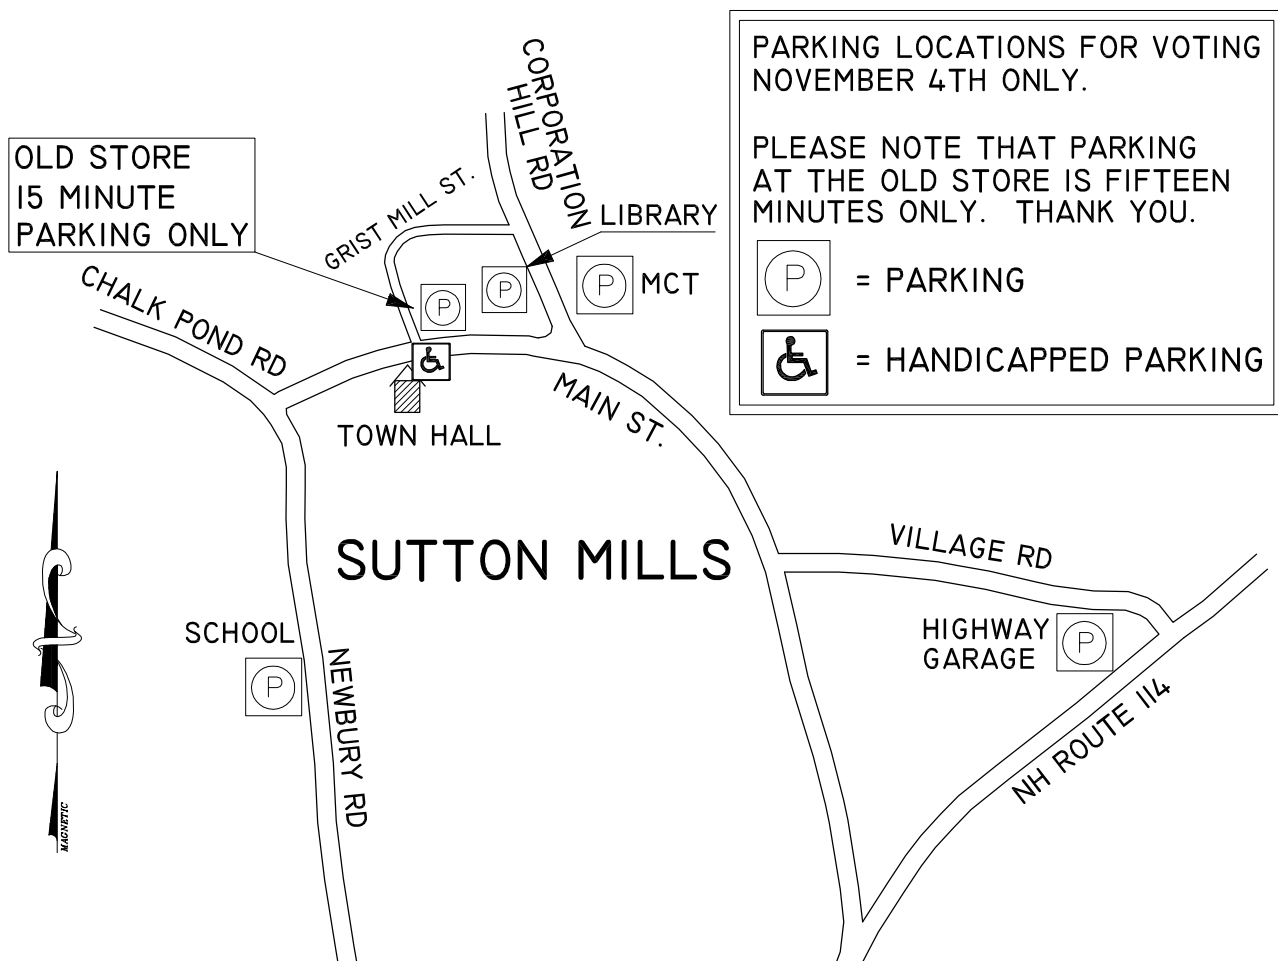 PARKING LOCATIONS FOR VOTING
NOVEMBER 4TH ONLY.
PLEASE NOTE THAT PARKING
AT THE OLD STORE IS FIFTEEN
MINUTES ONLY. THANK YOU.
P = PARKING
= HANDICAPPED PARKING
CORPORATION
HILL RD
OLD STORE
15 MINUTE
PARKING ONLY
GRIST MILL ST.
LIBRARY
P
P
P MCT
CHALK POND RD
MAIN ST.
TOWN HALL
SUTTON MILLS
VILLAGE RD
HIGHWAY
GARAGE
P
SCHOOL
P
NEWBURY RD
NH ROUTE 114
MAGNETIC